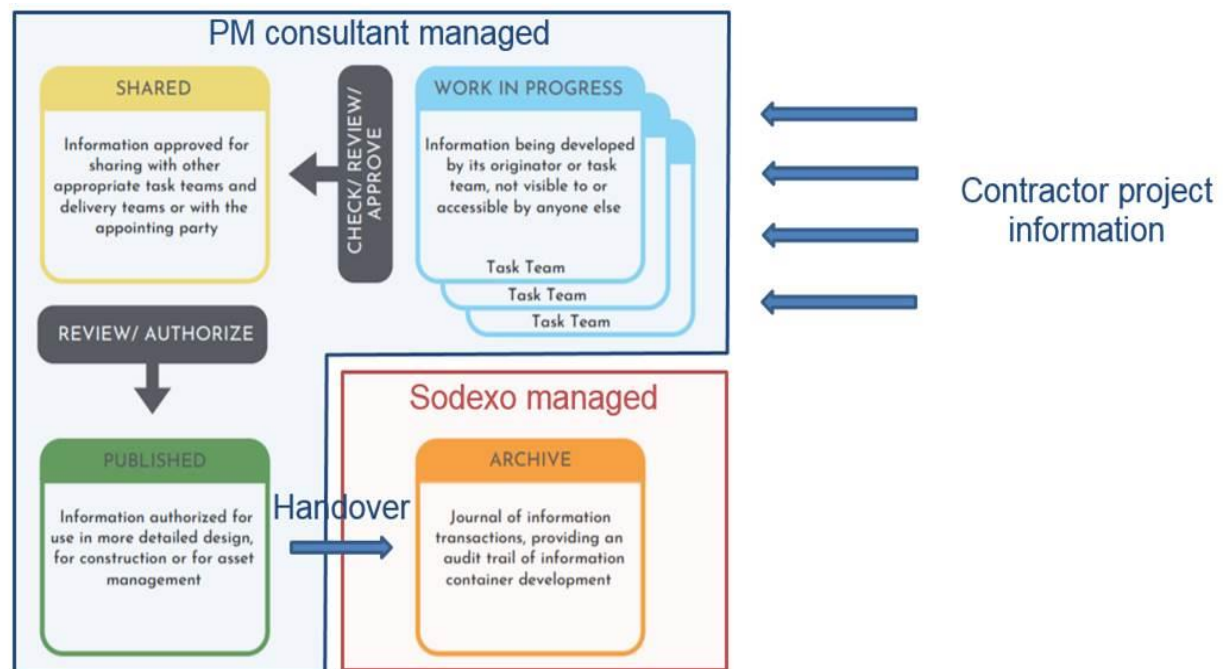 PM consultant managed
SHARED
Information approved for
sharing with other
appropriate task teams and
delivery teams or with the
appointing party
CHECK/ REVIEW/
APPROVE
WORK IN PROGRESS
Information being developed
by its originator or task
team, not visible to or
accessible by anyone else
Task Team
Task Team
Task Team
Contractor project
information
REVIEW/ AUTHORIZE
PUBLISHED
Information authorized for
use in more detailed design,
for construction or for asset
management
Handover
Sodexo managed
ARCHIVE
Journal of information
transactions, providing an
audit trail of information
container development